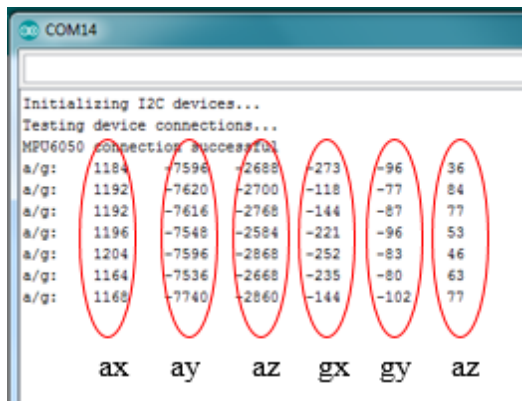 COM14
Initializing I2C devices...
Testing device connections...
MPU6050 connection successful
a/g: 1184 -7596 -2688 -273 -96 36
a/g: 1192 -7620 -2700 -118 -77 84
a/g: 1192 -7616 -2768 -144 -87 77
a/g: 1196 -7548 -2584 -221 -96 53
a/g: 1204 -7596 -2868 -252 -83 46
a/g: 1164 -7536 -2668 -235 -80 63
a/g: 1168 -7740 -2860 -144 -102 77
ax ay az gx gy az